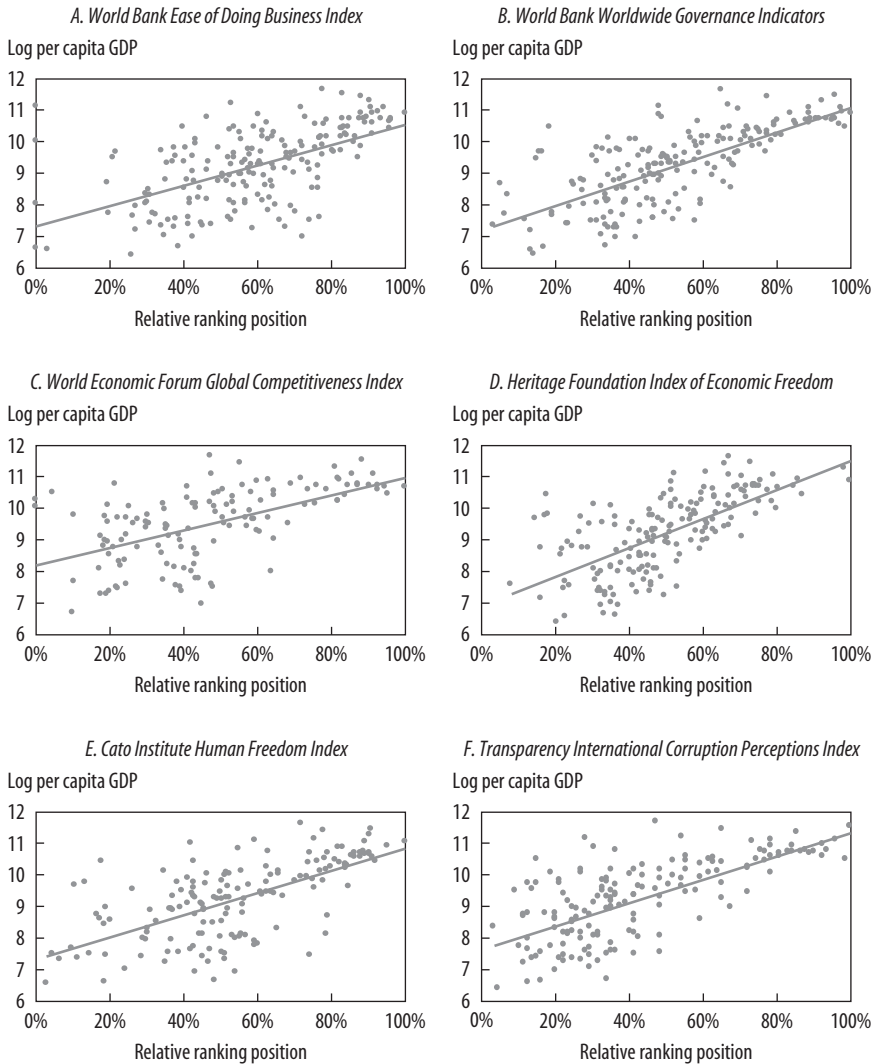 A. World Bank Ease of Doing Business Index
Log per capita GDP
12
11
10
9
8
7
6
0% 20% 40% 60% 80% 100%
Relative ranking position
B. World Bank Worldwide Governance Indicators
Log per capita GDP
12
11
10
9
8
7
6
0% 20% 40% 60% 80% 100%
Relative ranking position
C. World Economic Forum Global Competitiveness Index
Log per capita GDP
12
11
10
9
8
7
6
0% 20% 40% 60% 80% 100%
Relative ranking position
D. Heritage Foundation Index of Economic Freedom
Log per capita GDP
12
11
10
9
8
7
6
0% 20% 40% 60% 80% 100%
Relative ranking position
E. Cato Institute Human Freedom Index
Log per capita GDP
12
11
10
9
8
7
6
0% 20% 40% 60% 80% 100%
Relative ranking position
F. Transparency International Corruption Perceptions Index
Log per capita GDP
12
11
10
9
8
7
6
0% 20% 40% 60% 80% 100%
Relative ranking position